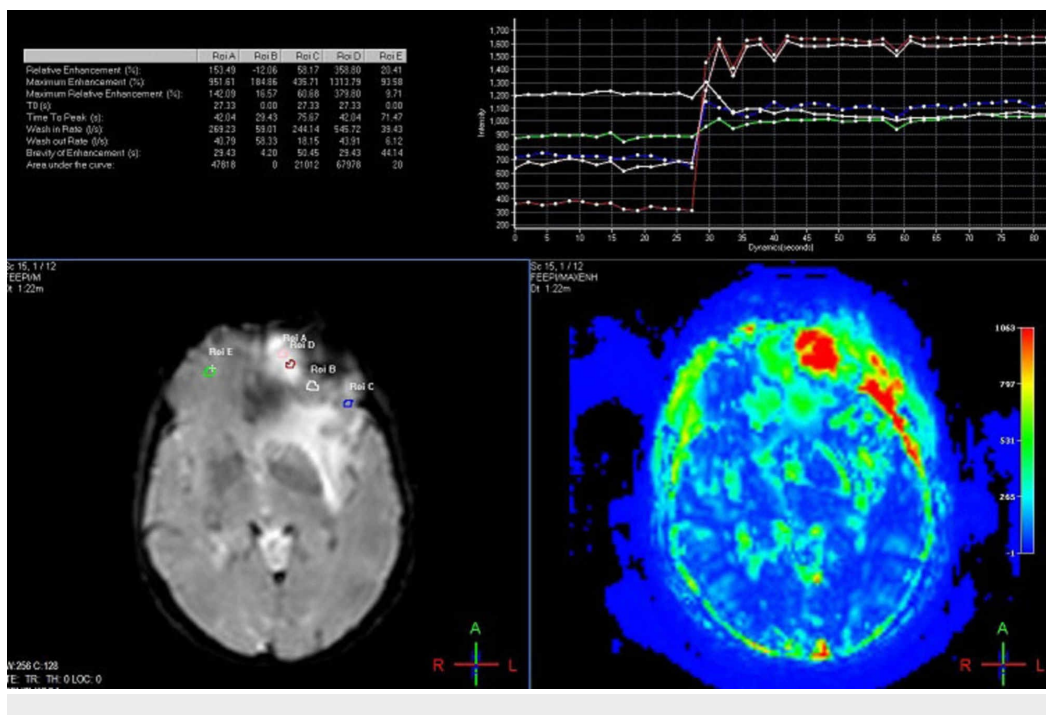 Roi A Roi B Roi C Roi D Roi E
Relative Enhancement (%): 153.49 -12.06 58.17 358.80 20.41
Maximum Enhancement (%): 951.61 184.86 435.71 1313.79 93.58
Maximum Relative Enhancement (%): 142.09 16.57 60.68 379.80 9.71
T0 (s): 27.33 0.00 27.33 27.33 0.00
Time To Peak (s): 42.04 29.43 75.67 42.04 71.47
Wash in Rate (l/s): 269.23 59.01 244.14 545.72 39.43
Wash out Rate (l/s): 40.79 58.33 18.15 43.91 6.12
Brevity of Enhancement (s): 29.43 4.20 50.45 29.43 44.14
Area under the curve: 47818 0 21012 67978 20
1,700
1,600
1,500
1,400
1,300
1,200
1,100
1,000
900
800
700
600
500
400
300
200
Intensity
0 5 10 15 20 25 30 35 40 45 50 55 60 65 70 75 80
Dynamics(seconds)
Sc 15, 1 / 12
FEEPI/M
Dt 1:22m
Roi A
Roi D
Roi E
Roi B
Roi C
W:256 C:128
TE: TR: TH: 0 LOC: 0
A
R L
Sc 15, 1 / 12
FEEPI/MAXENH
Dt 1:22m
1063
797
531
265
-1
A
R L